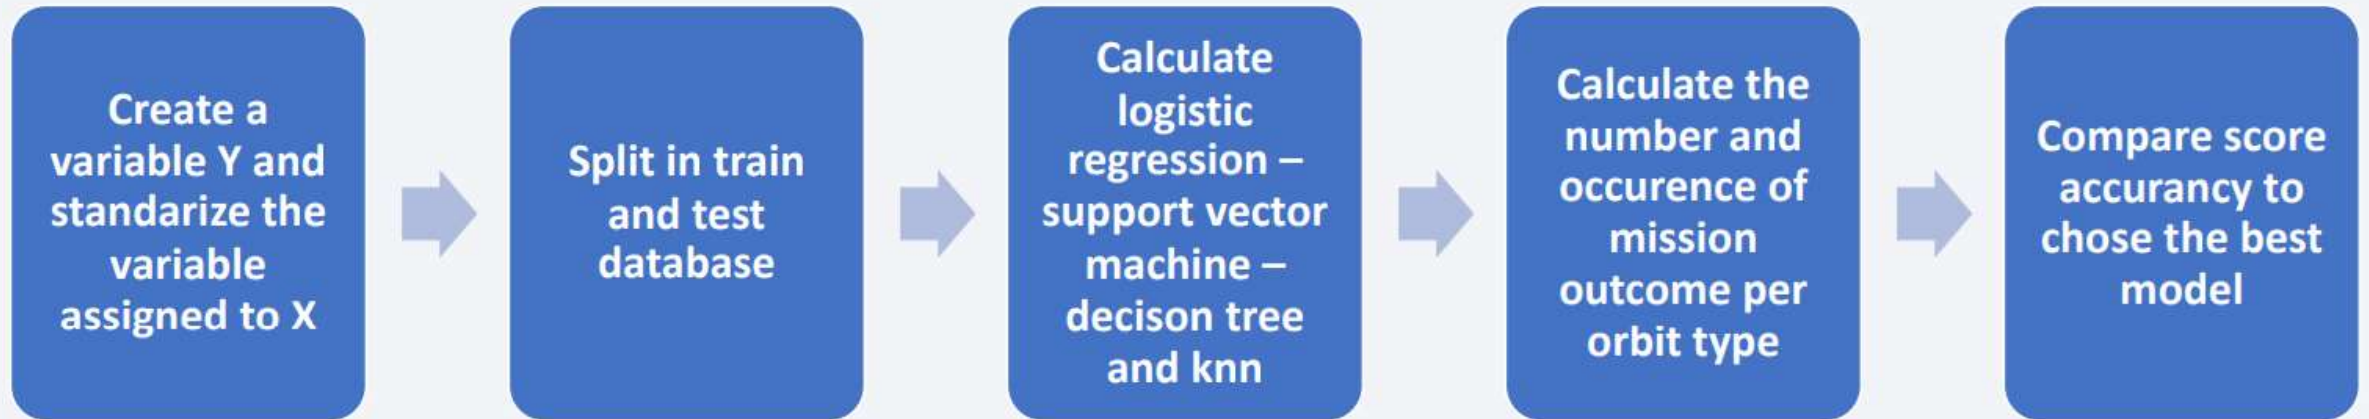 Create a
variable Y and
standarize the
variable
assigned to X
Split in train
and test
database
Calculate
logistic
regression –
support vector
machine –
decison tree
and knn
Calculate the
number and
occurence of
mission
outcome per
orbit type
Compare score
accurancy to
chose the best
model